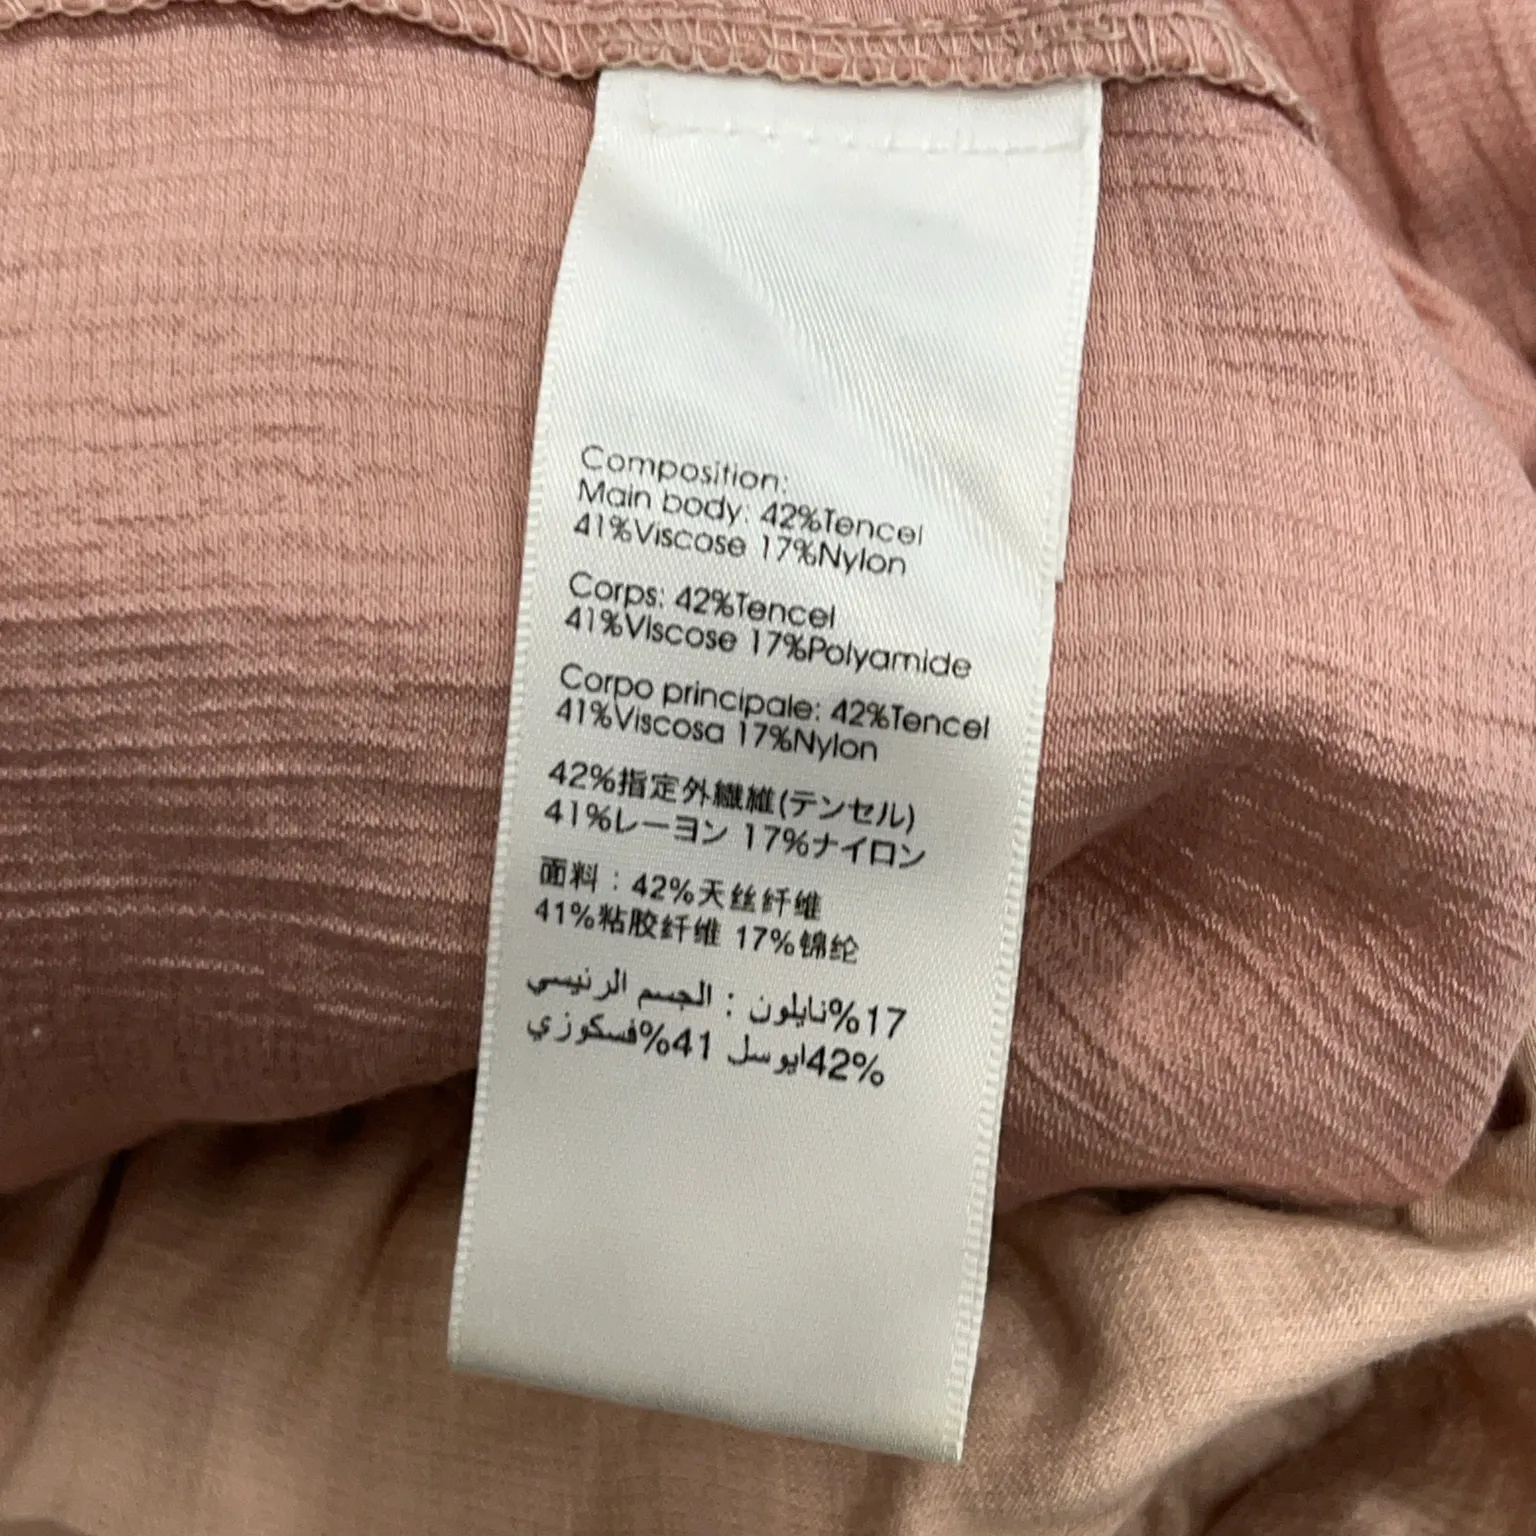 Composition:
Main body: 42%Tencel
41%Viscose 17%Nylon
Corps: 42%Tencel
41%Viscose 17%Polyamide
Corpo principale: 42%Tencel
41%Viscosa 17%Nylon
42%指定外繊維(テンセル)
41%レーヨン 17%ナイロン
面料：42%天丝纤维
41%粘胶纤维 17%锦纶
الجسم الرئيسي : نايلون%17
42%ايوسل 41%فسكوزي